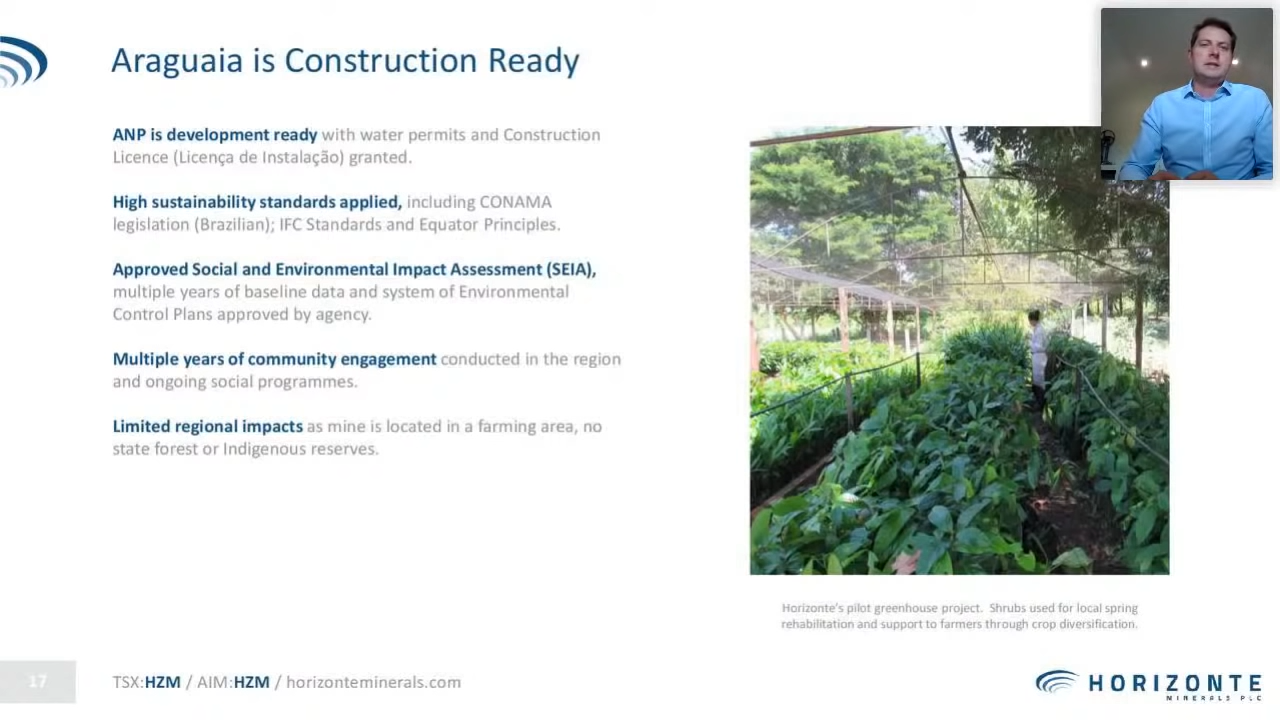 Araguaia is Construction Ready
ANP is development ready with water permits and Construction
Licence (Licença de Instalação) granted.
High sustainability standards applied, including CONAMA
legislation (Brazilian); IFC Standards and Equator Principles.
Approved Social and Environmental Impact Assessment (SEIA),
multiple years of baseline data and system of Environmental
Control Plans approved by agency.
Multiple years of community engagement conducted in the region
and ongoing social programmes.
Limited regional impacts as mine is located in a farming area, no
state forest or Indigenous reserves.
Horizonte's pilot greenhouse project. Shrubs used for local spring
rehabilitation and support to farmers through crop diversification.
17
TSX:HZM / AIM:HZM / horizonteminerals.com
HORIZONTE
MINERALS PLC